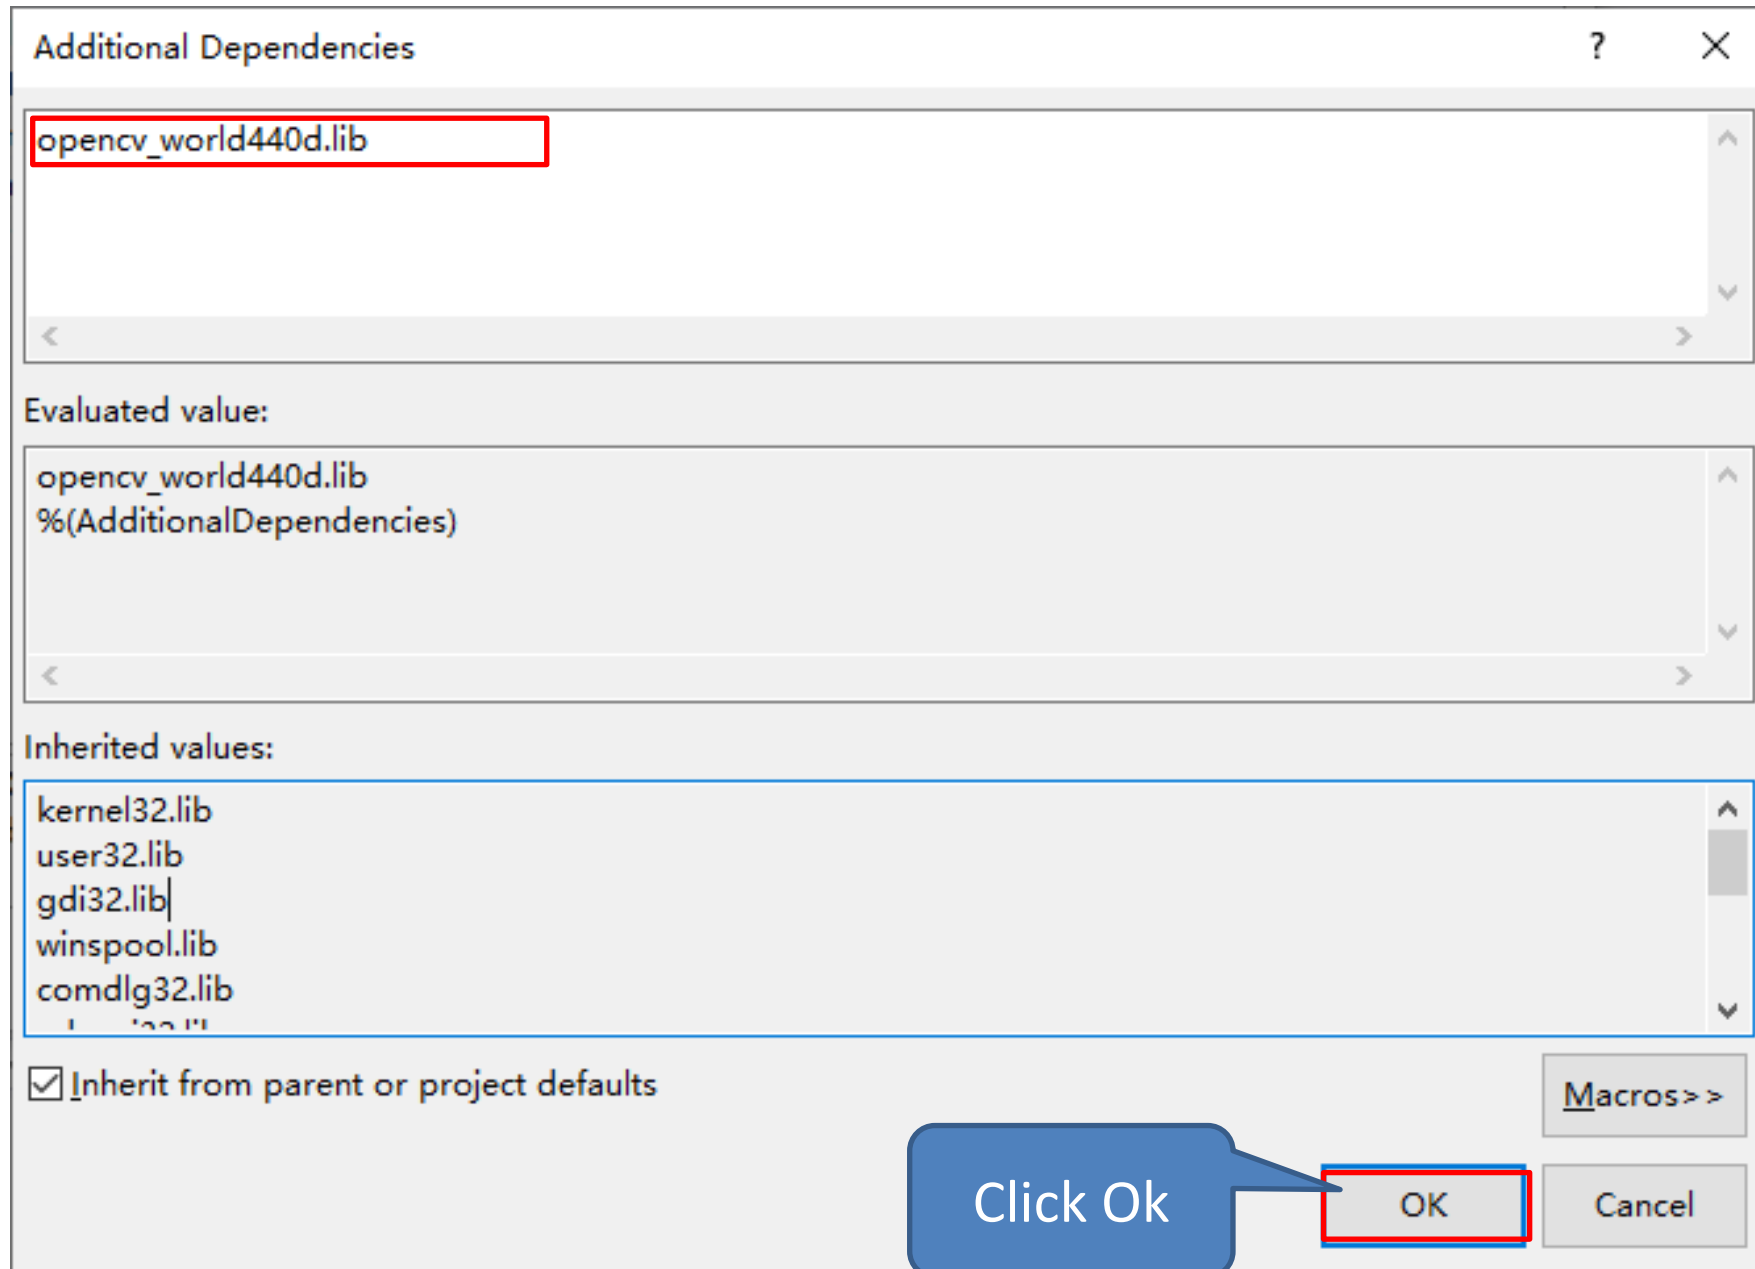 Additional Dependencies
?
opencv_world440d.lib
Evaluated value:
opencv_world440d.lib
%(AdditionalDependencies)
Inherited values:
kernel32.lib
user32.lib
gdi32.lib
winspool.lib
comdlg32.lib
Inherit from parent or project defaults
Macros>>
Click Ok
OK
Cancel